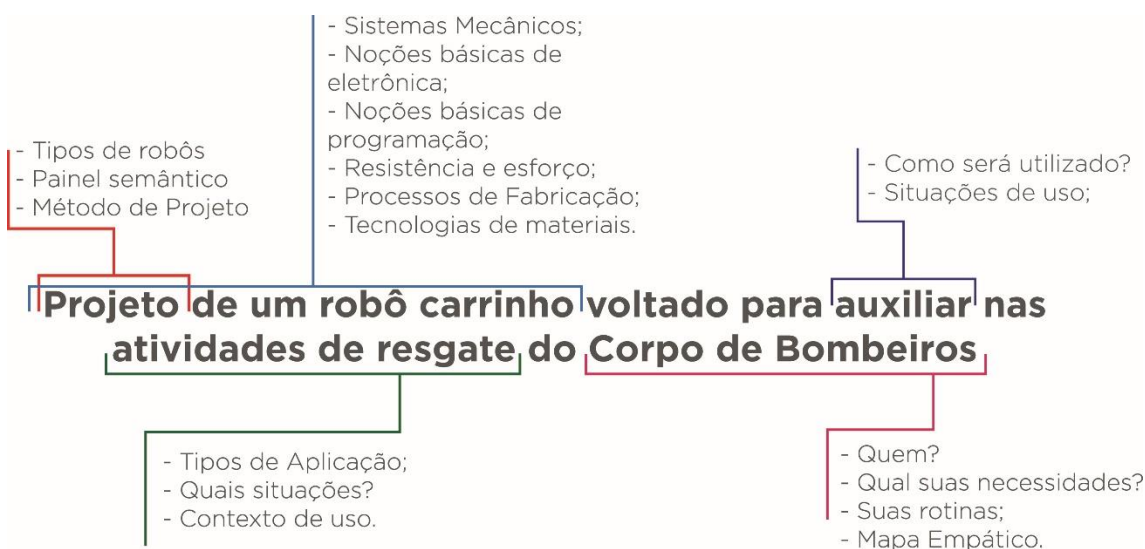 - Sistemas Mecânicos;
- Noções básicas de
eletrônica;
- Noções básicas de
programação;
- Resistência e esforço;
- Processos de Fabricação;
- Tecnologias de materiais.
- Tipos de robôs
- Painel semântico
- Método de Projeto
- Como será utilizado?
- Situações de uso;
Projeto de um robô carrinho voltado para auxiliar nas
atividades de resgate do Corpo de Bombeiros
- Tipos de Aplicação;
- Quais situações?
- Contexto de uso.
- Quem?
- Qual suas necessidades?
- Suas rotinas;
- Mapa Empático.